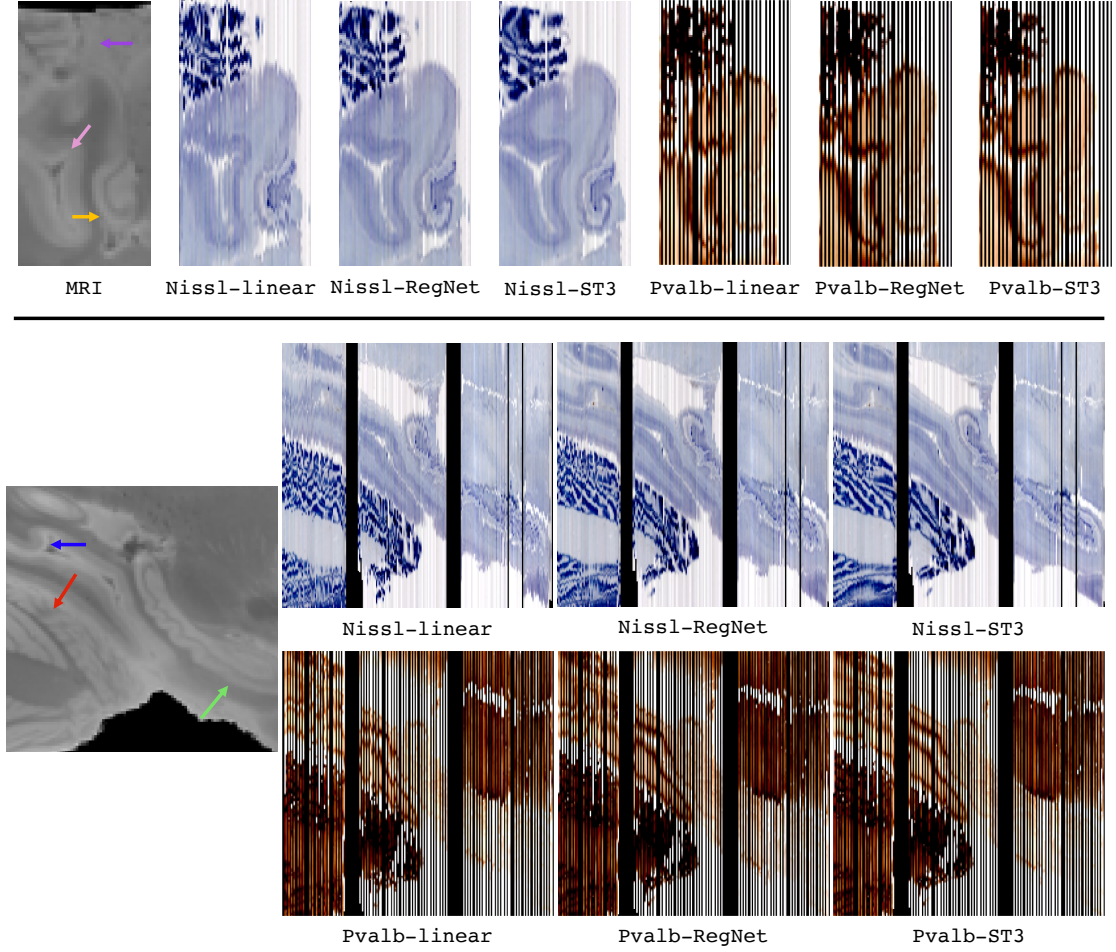 MRI
Nissl-linear
Nissl-RegNet
Nissl-ST3
Pvalb-linear
Pvalb-RegNet
Pvalb-ST3
Nissl-linear
Nissl-RegNet
Nissl-ST3
Pvalb-linear
Pvalb-RegNet
Pvalb-ST3